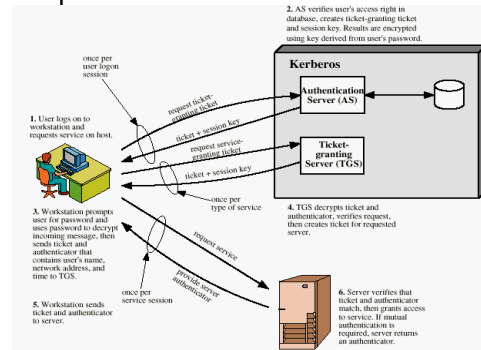 2. AS verifies user's access right in
database, creates ticket-granting ticket
and session key. Results are encrypted
using key derived from user's password.
once per
user logon
session
Kerberos
request ticket-
granting ticket
Authentication
Server (AS)
1. User logs on to
workstation and
requests service on host.
ticket + session key
request service-
granting ticket
Ticket-
granting
Server (TGS)
ticket + session key
once per
type of service
4. TGS decrypts ticket and
authenticator, verifies request,
then creates ticket for requested
server.
3. Workstation prompts
user for password and
uses password to decrypt
incoming message, then
sends ticket and
authenticator that
contains user's name,
network address, and
time to TGS.
request service
provide server
authenticator
once per
service session
5. Workstation sends
ticket and authenticator
to server.
6. Server verifies that
ticket and authenticator
match, then grants access
to service. If mutual
authentication is
required, server returns
an authenticator.